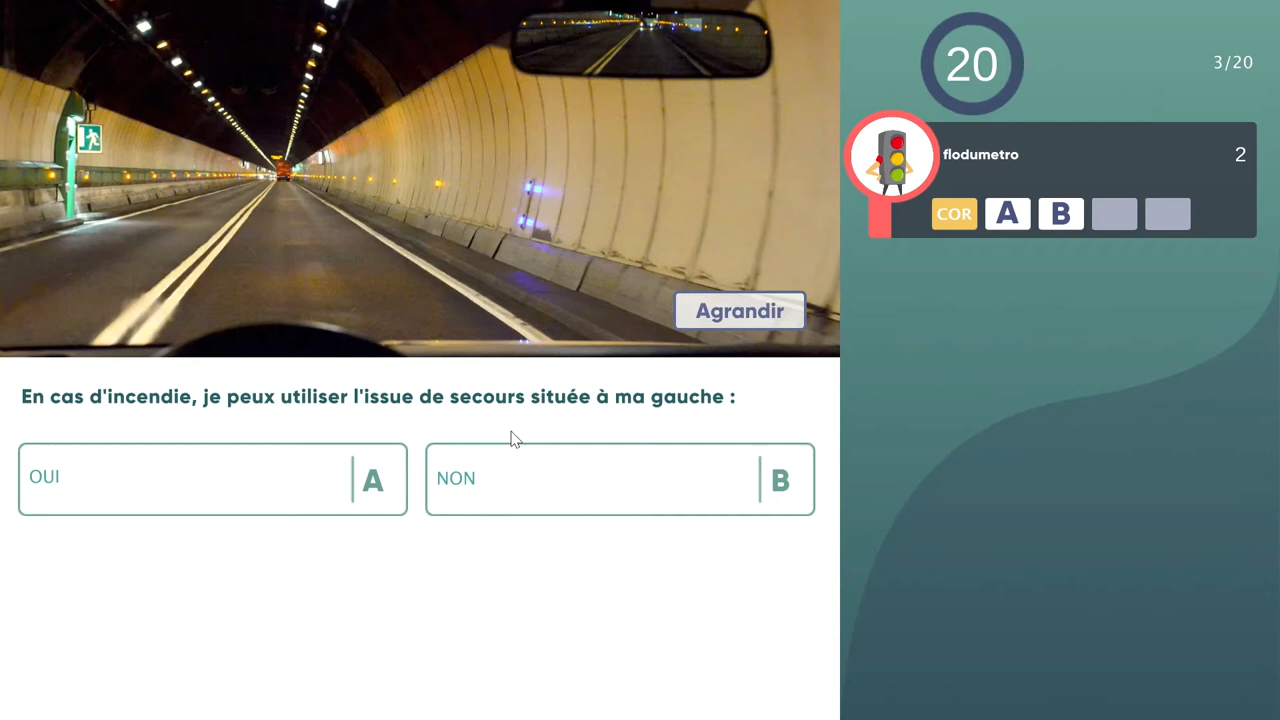 20
3/20
flodumetro
2
COR A B
Agrandir
En cas d'incendie, je peux utiliser l'issue de secours située à ma gauche :
OUI A
NON B